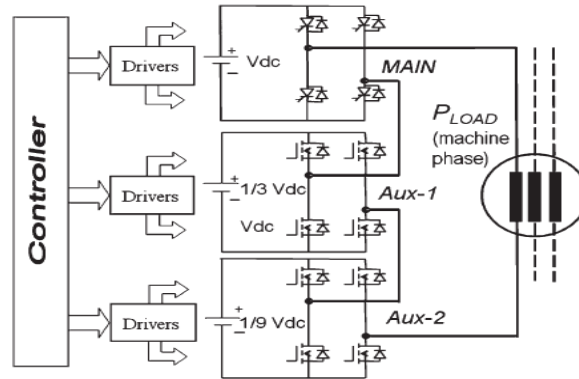 Controller
Drivers
+
−
Vdc
MAIN
P_LOAD
(machine
phase)
Drivers
+
−
1/3 Vdc
Vdc
Aux-1
Drivers
+
−
1/9 Vdc
Aux-2